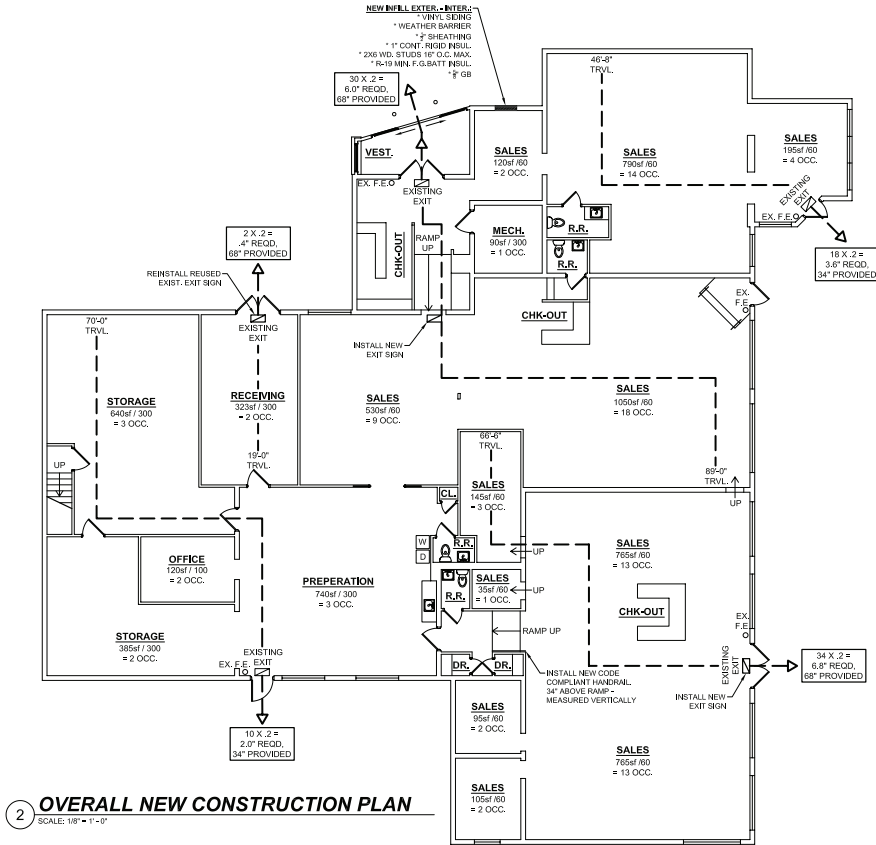 NEW INFILL EXTER. - INTER.:
* VINYL SIDING
* WEATHER BARRIER
* ½" SHEATHING
* 1" CONT. RIGID INSUL.
* 2X6 WD. STUDS 16" O.C. MAX.
* R-19 MIN. F.G.BATT INSUL.
GB
30 X .2 =
6.0" REQD,
68" PROVIDED
VEST.
EX. F.E.
EXISTING
EXIT
SALES
120sf /60
= 2 OCC.
46'-8"
TRVL.
SALES
790sf /60
= 14 OCC.
SALES
195sf /60
= 4 OCC.
EXISTING
EXIT
EX. F.E.
18 X .2 =
3.6" REQD,
34" PROVIDED
2 X .2 =
.4" REQD,
68" PROVIDED
REINSTALL REUSED
EXIST. EXIT SIGN
EXISTING
EXIT
CHK-OUT
RAMP
UP
MECH.
90sf / 300
= 1 OCC.
R.R.
R.R.
INSTALL NEW
EXIT SIGN
CHK-OUT
EX.
F.E.
70'-0"
TRVL.
STORAGE
640sf / 300
= 3 OCC.
RECEIVING
323sf / 300
= 2 OCC.
19'-0"
TRVL.
SALES
530sf /60
= 9 OCC.
SALES
1050sf /60
= 18 OCC.
UP
66'-6"
TRVL.
SALES
145sf /60
= 3 OCC.
89'-0"
TRVL.
UP
CL.
W
D
R.R.
UP
SALES
765sf /60
= 13 OCC.
OFFICE
120sf / 100
= 2 OCC.
PREPERATION
740sf / 300
= 3 OCC.
R.R.
SALES
35sf /60
= 1 OCC.
UP
CHK-OUT
EX.
F.E.
STORAGE
385sf / 300
= 2 OCC.
RAMP UP
EX. F.E.
EXISTING
EXIT
DR.
DR.
INSTALL NEW CODE
COMPLIANT HANDRAIL.
34" ABOVE RAMP -
MEASURED VERTICALLY
EXISTING
EXIT
34 X .2 =
6.8" REQD,
68" PROVIDED
INSTALL NEW
EXIT SIGN
10 X .2 =
2.0" REQD,
34" PROVIDED
SALES
95sf /60
= 2 OCC.
SALES
765sf /60
= 13 OCC.
SALES
105sf /60
= 2 OCC.
2
OVERALL NEW CONSTRUCTION PLAN
SCALE: 1/8" = 1'-0"